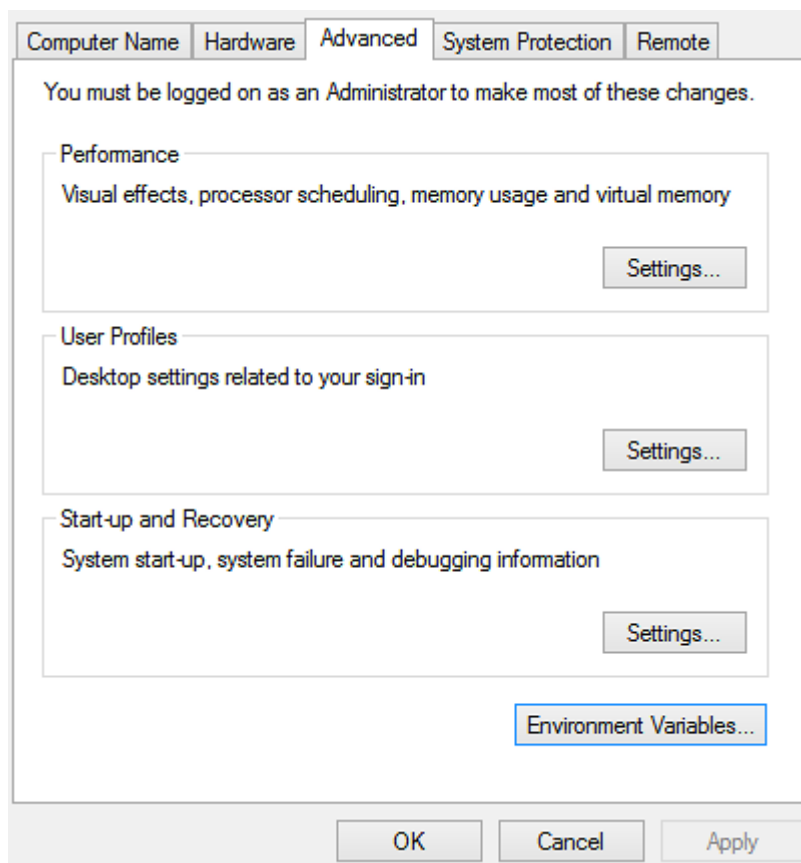 Computer Name Hardware Advanced System Protection Remote
You must be logged on as an Administrator to make most of these changes.
Performance
Visual effects, processor scheduling, memory usage and virtual memory
Settings...
User Profiles
Desktop settings related to your sign-in
Settings...
Start-up and Recovery
System start-up, system failure and debugging information
Settings...
Environment Variables...
OK Cancel Apply